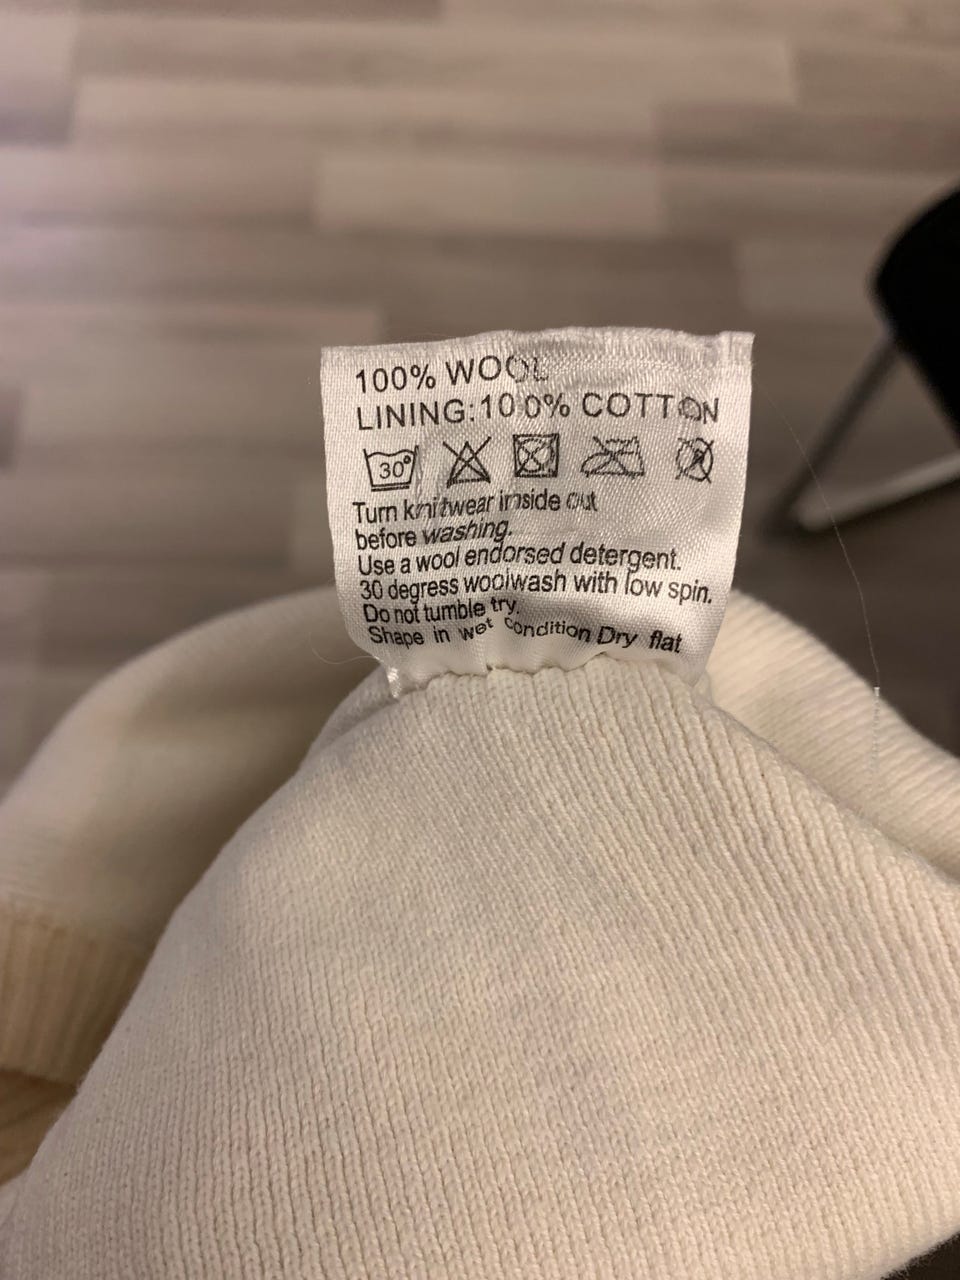 100% WOOL
LINING:100% COTTON
30°
Turn knitwear inside out
before washing.
Use a wool endorsed detergent.
30 degress woolwash with low spin.
Do not tumble try.
Shape in wet condition Dry flat